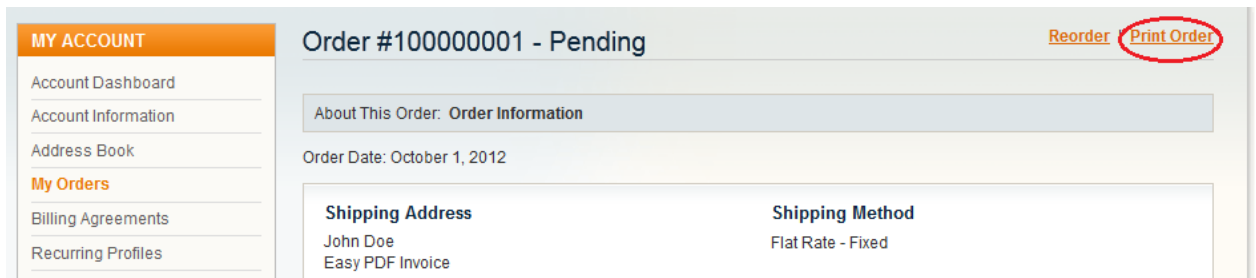 MY ACCOUNT
Account Dashboard
Account Information
Address Book
My Orders
Billing Agreements
Recurring Profiles
Order #100000001 - Pending
Reorder | Print Order
About This Order: Order Information
Order Date: October 1, 2012
Shipping Address
John Doe
Easy PDF Invoice
Shipping Method
Flat Rate - Fixed